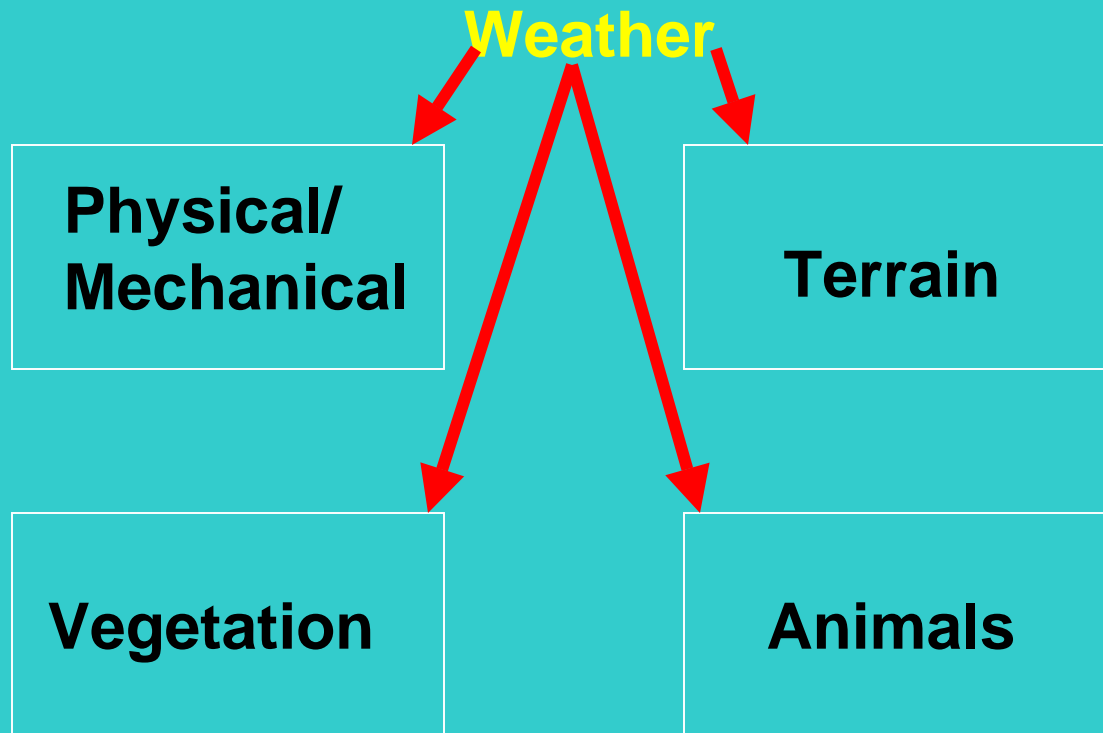 Weather
Physical/
Mechanical
Terrain
Vegetation
Animals